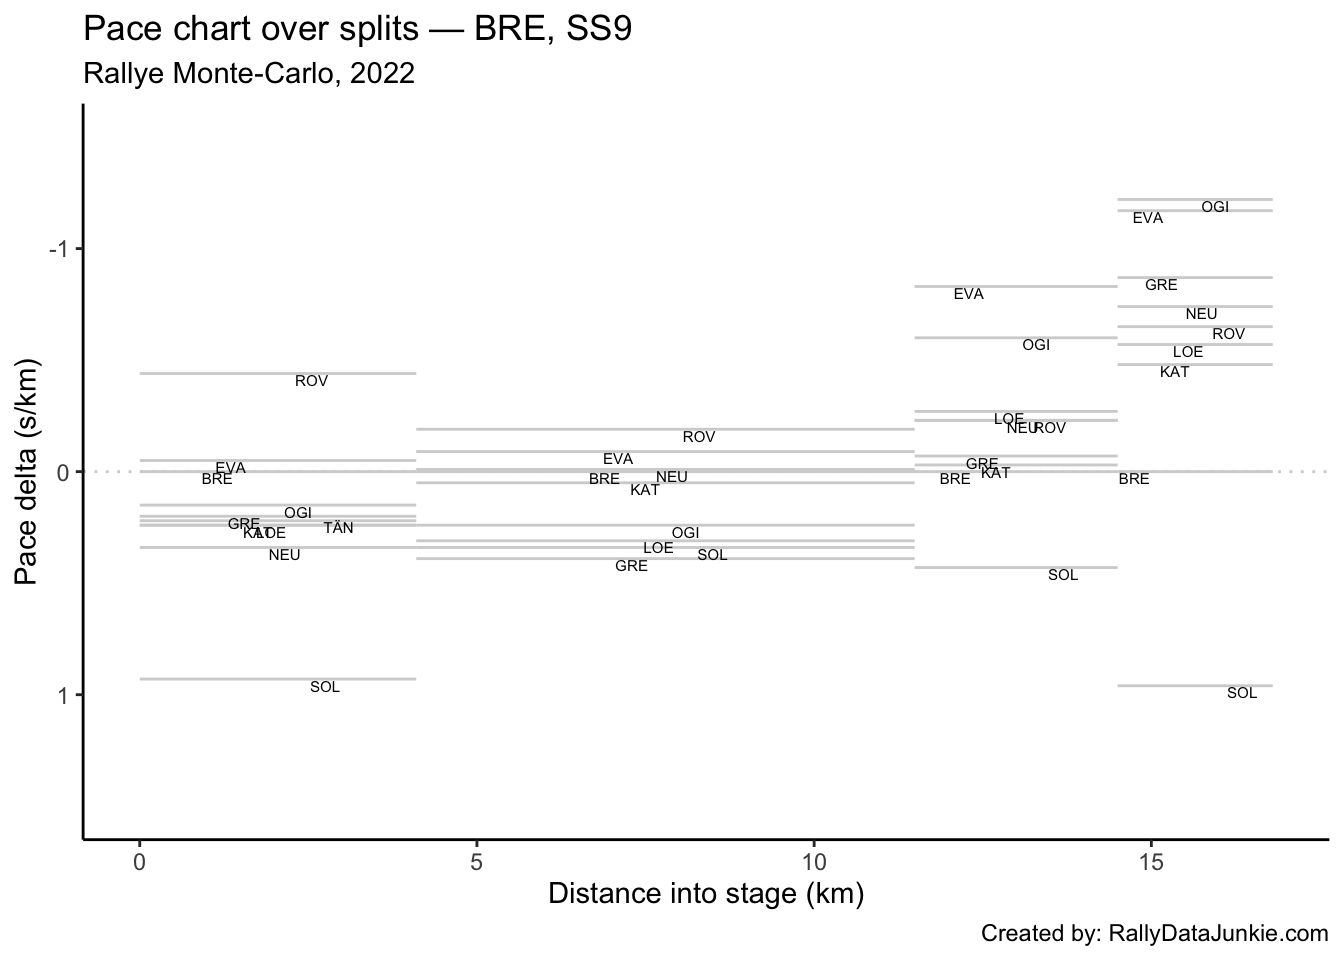 Pace chart over splits — BRE, SS9
Rallye Monte-Carlo, 2022
Pace delta (s/km)
-1
0
1
OGI
EVA
GRE
EVA
NEU
ROV
OGI
LOE
KAT
ROV
LOE
NEU ROV
ROV
EVA
GRE
EVA
KAT
NEU
BRE
BRE
BRE
BRE
KAT
OGI
GRE
TÄN
KAT
LOE
OGI
LOE
NEU
SOL
GRE
SOL
SOL
SOL
0
5
10
15
Distance into stage (km)
Created by: RallyDataJunkie.com